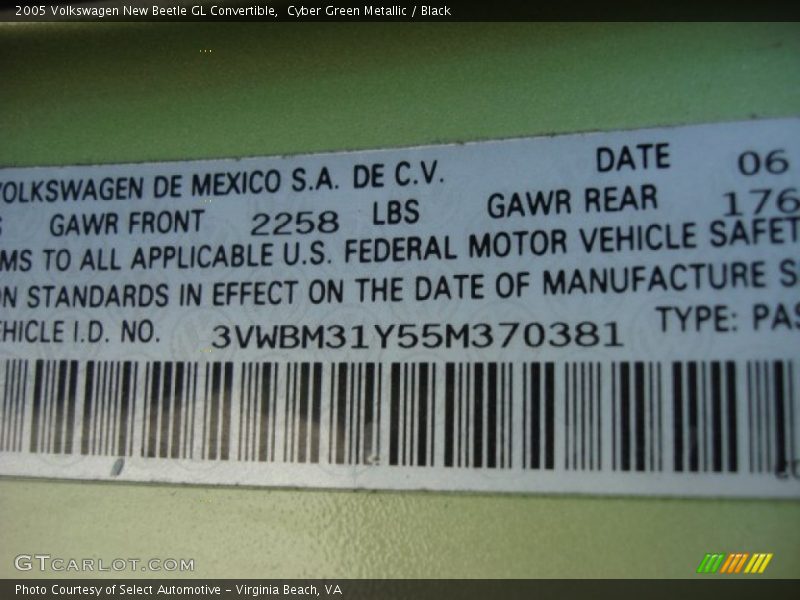 2005 Volkswagen New Beetle GL Convertible, Cyber Green Metallic / Black
VOLKSWAGEN DE MEXICO S.A. DE C.V. DATE 06
S GAWR FRONT 2258 LBS GAWR REAR 176
MS TO ALL APPLICABLE U.S. FEDERAL MOTOR VEHICLE SAFET
ON STANDARDS IN EFFECT ON THE DATE OF MANUFACTURE S
EHICLE I.D. NO. 3VWBM31Y55M370381 TYPE: PAS
GTCARLOT.COM
Photo Courtesy of Select Automotive - Virginia Beach, VA